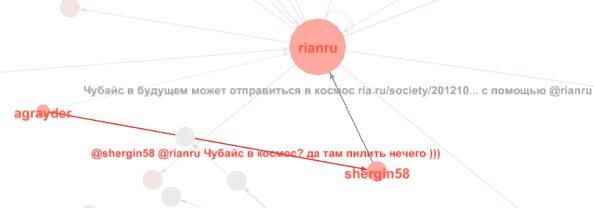 rianru
Чубайс в будущем может отправиться в космос ria.ru/society/201210... с помощью @rianru
agrayder
@shergin58 @rianru Чубайс в космос? да там пилить нечего )))
shergin58